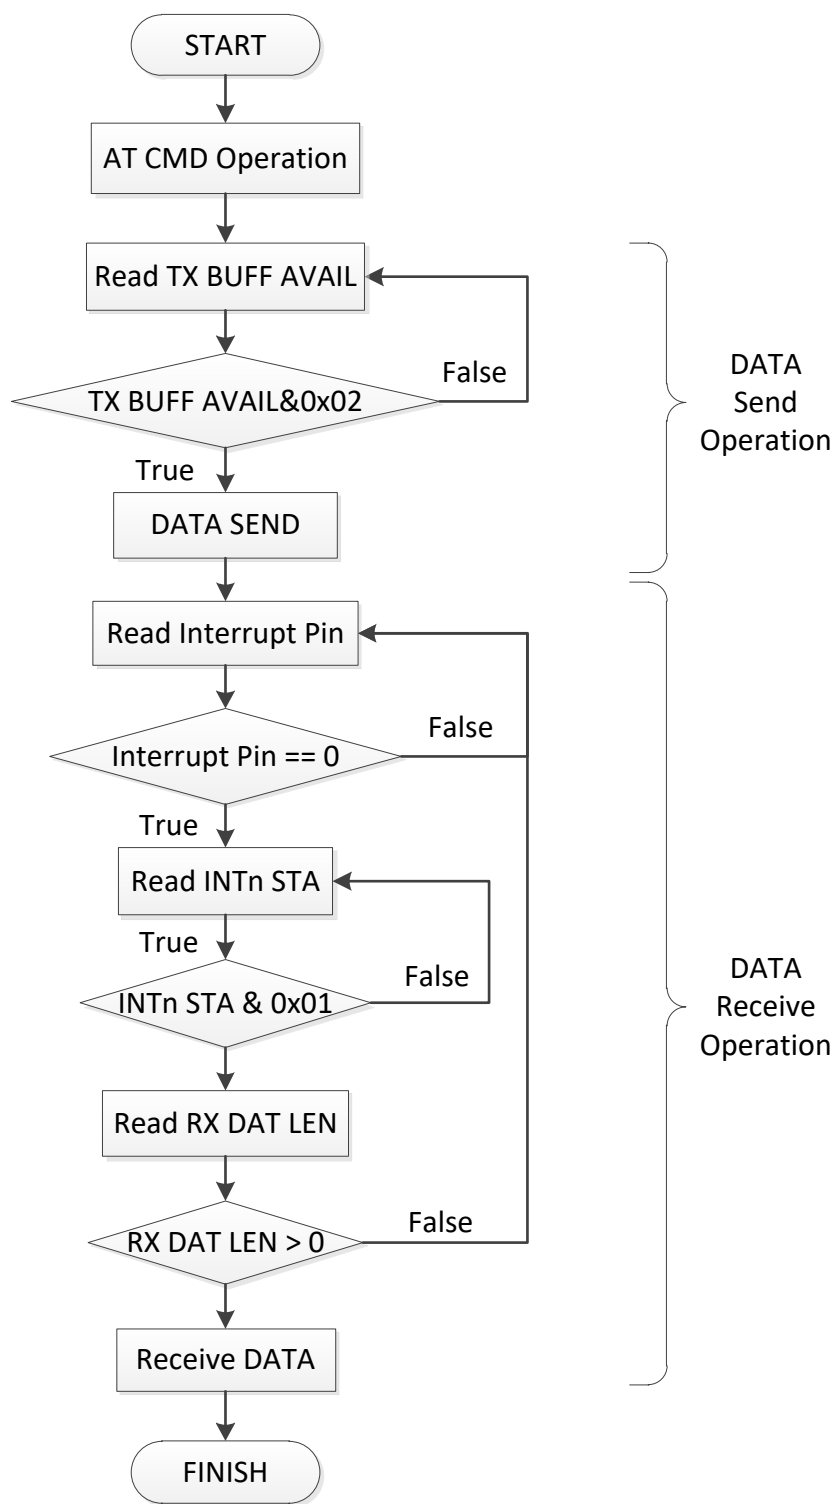 START
AT CMD Operation
Read TX BUFF AVAIL
False
TX BUFF AVAIL&0x02
True
DATA SEND
DATA
Send
Operation
Read Interrupt Pin
False
Interrupt Pin == 0
True
Read INTn STA
True
False
INTn STA & 0x01
Read RX DAT LEN
False
RX DAT LEN > 0
Receive DATA
DATA
Receive
Operation
FINISH